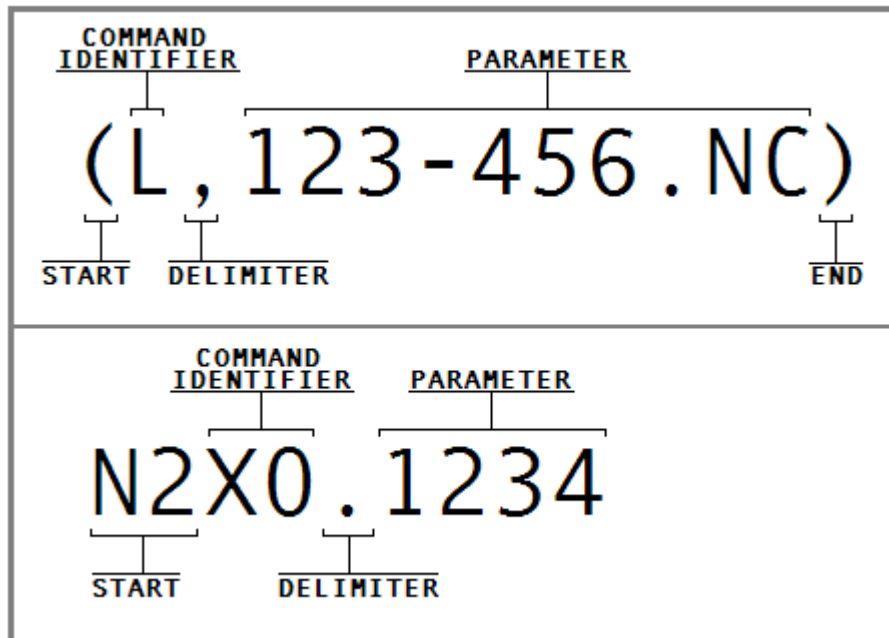 COMMAND
IDENTIFIER
PARAMETER
(L,123-456.NC)
START
DELIMITER
END
COMMAND
IDENTIFIER
PARAMETER
N2X0.1234
START
DELIMITER